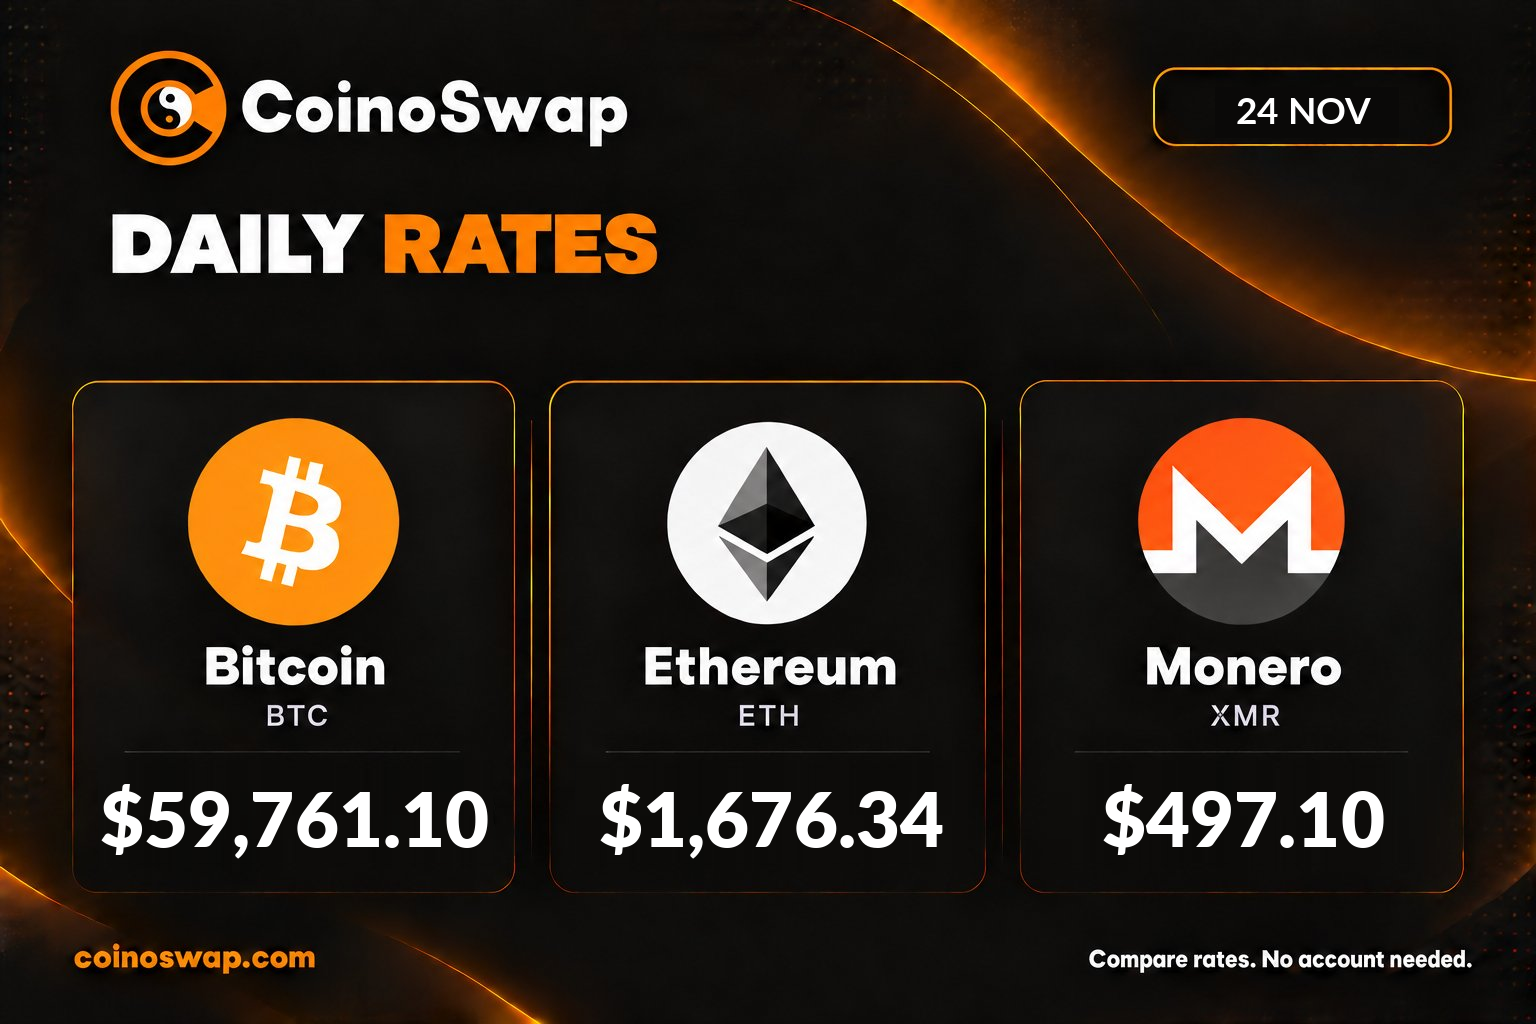 CoinoSwap
24 NOV
DAILY RATES
Bitcoin
BTC
$59,761.10
Ethereum
ETH
$1,676.34
Monero
XMR
$497.10
coinoswap.com
Compare rates. No account needed.